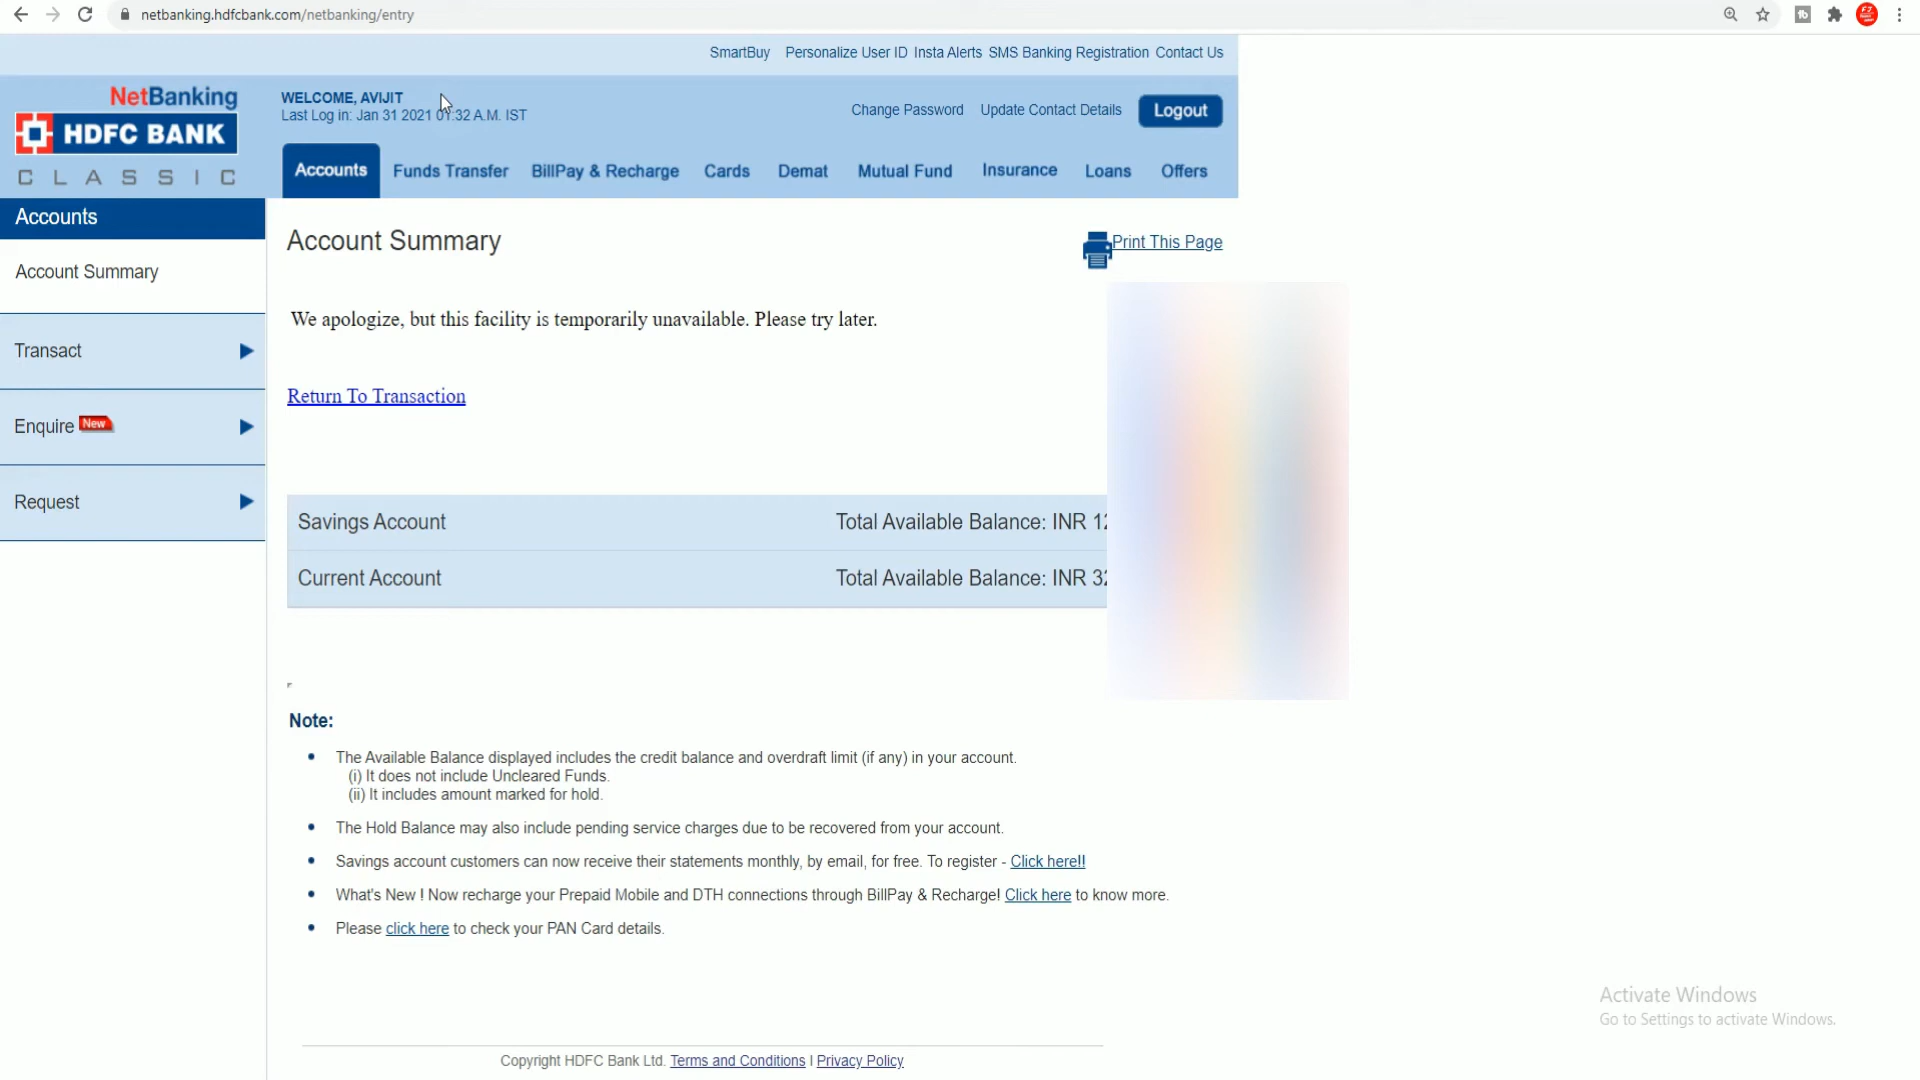 netbanking.hdfcbank.com/netbanking/entry
SmartBuy Personalize User ID Insta Alerts SMS Banking Registration Contact Us
NetBanking
HDFC BANK
CLASSIC
WELCOME, AVIJIT
Last Log in: Jan 31 2021 01:32 A.M. IST
Change Password Update Contact Details Logout
Accounts Funds Transfer BillPay & Recharge Cards Demat Mutual Fund Insurance Loans Offers
Accounts
Account Summary
Transact
Enquire New
Request
Account Summary
Print This Page
We apologize, but this facility is temporarily unavailable. Please try later.
Return To Transaction
Savings Account Total Available Balance: INR 12
Current Account Total Available Balance: INR 32
Note:
The Available Balance displayed includes the credit balance and overdraft limit (if any) in your account.
(i) It does not include Uncleared Funds.
(ii) It includes amount marked for hold.
The Hold Balance may also include pending service charges due to be recovered from your account.
Savings account customers can now receive their statements monthly, by email, for free. To register - Click here!!
What's New ! Now recharge your Prepaid Mobile and DTH connections through BillPay & Recharge! Click here to know more.
Please click here to check your PAN Card details.
Activate Windows
Go to Settings to activate Windows.
Copyright HDFC Bank Ltd. Terms and Conditions I Privacy Policy